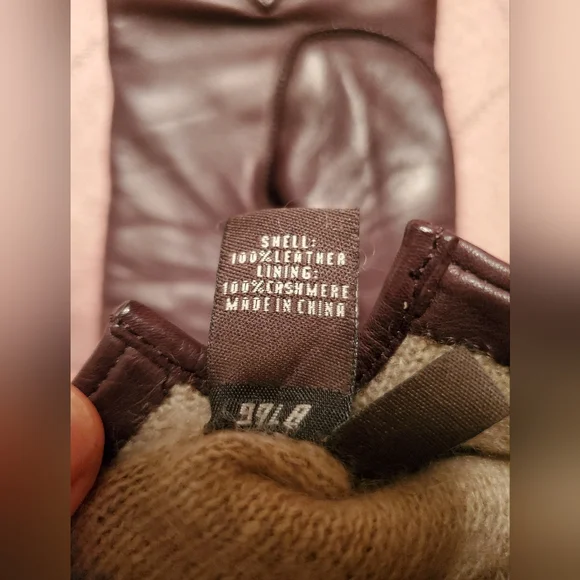 SHELL:
100%LEATHER
LINING:
100%CASHMERE
MADE IN CHINA